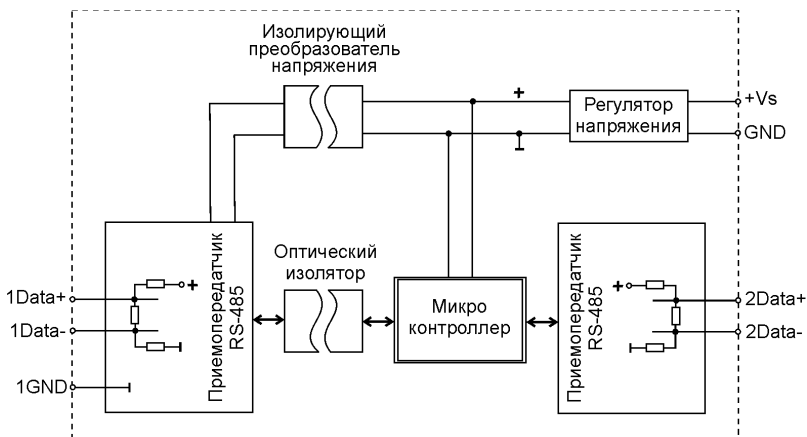 Изолирующий
преобразователь
напряжения
+
Регулятор
напряжения
+Vs
GND
Приемопередатчик
RS-485
+
1Data+
1Data-
1GND
Оптический
изолятор
Микро
контроллер
Приемопередатчик
RS-485
+
2Data+
2Data-